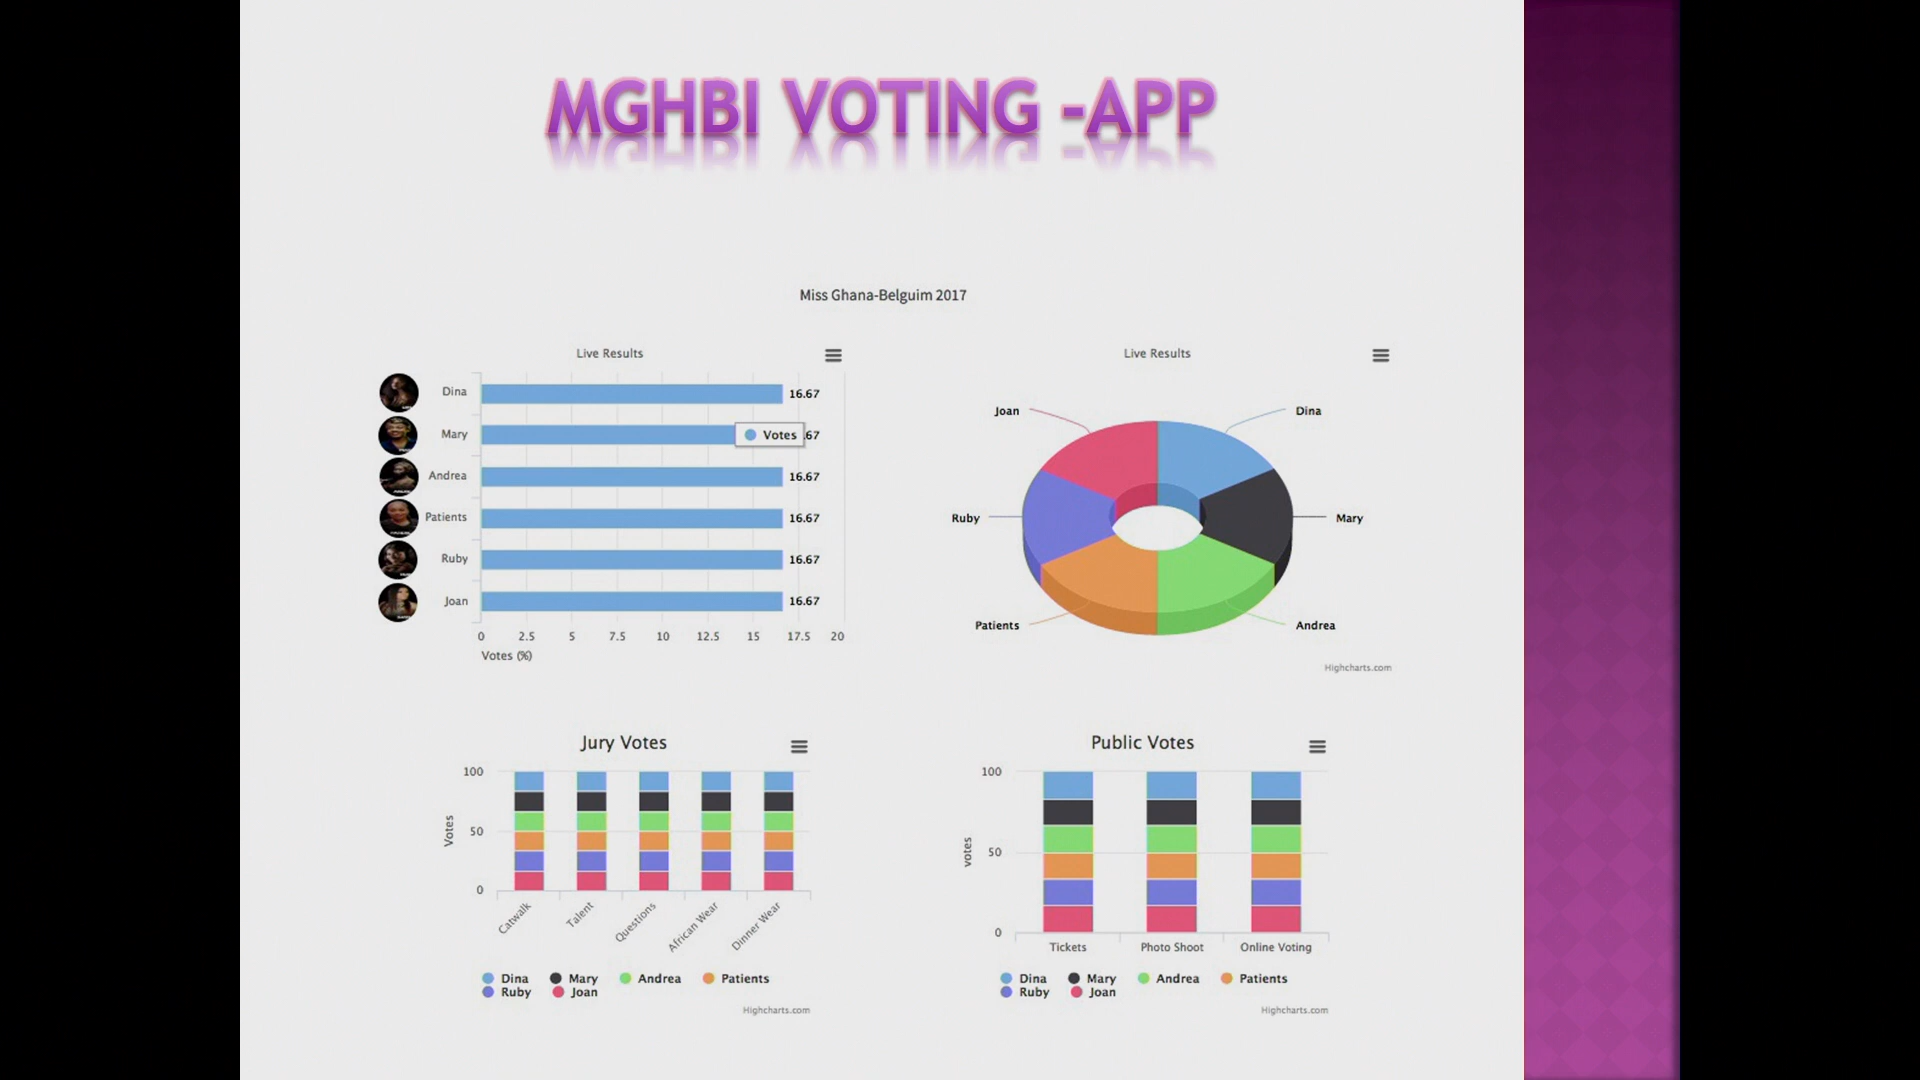 MGHBI VOTING -APP
Miss Ghana-Belguim 2017
Live Results
Dina 16.67
Mary .67
Votes
Andrea 16.67
Patients 16.67
Ruby 16.67
Joan 16.67
0 2.5 5 7.5 10 12.5 15 17.5 20
Votes (%)
Live Results
Joan Dina
Ruby Mary
Patients Andrea
Highcharts.com
Jury Votes
100
50
0
Votes
Catwalk Talent Questions African Wear Dinner Wear
Dina Mary Andrea Patients
Ruby Joan
Highcharts.com
Public Votes
100
50
0
votes
Tickets Photo Shoot Online Voting
Dina Mary Andrea Patients
Ruby Joan
Highcharts.com